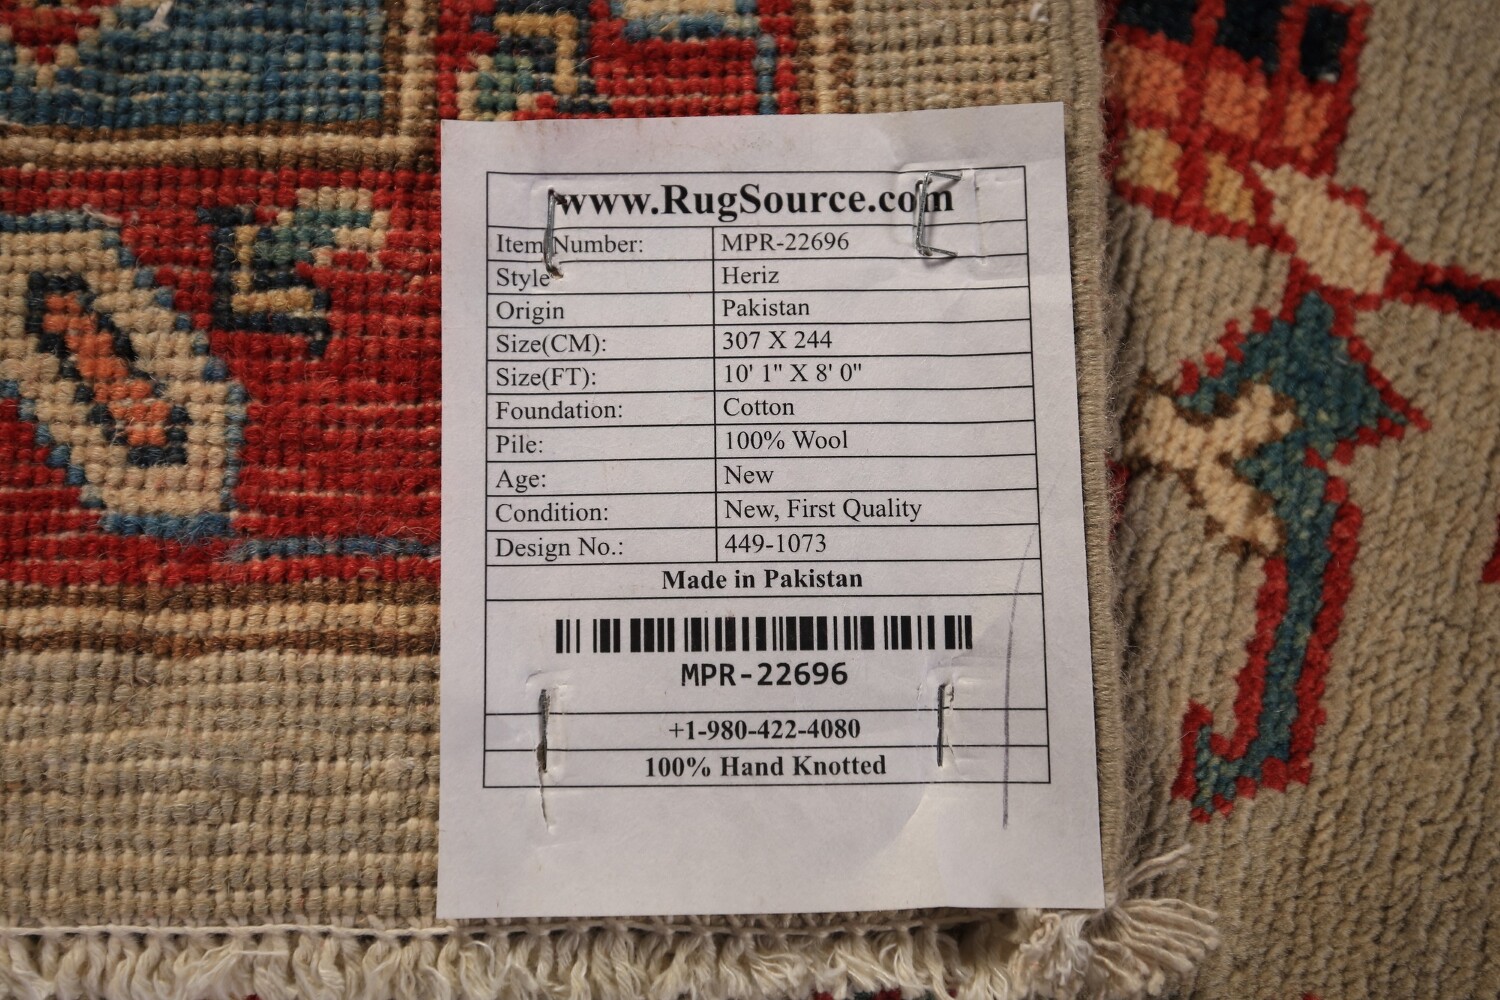 www.RugSource.com
Item Number: MPR-22696
Style Heriz
Origin Pakistan
Size(CM): 307 X 244
Size(FT): 10' 1" X 8' 0"
Foundation: Cotton
Pile: 100% Wool
Age: New
Condition: New, First Quality
Design No.: 449-1073
Made in Pakistan
MPR-22696
+1-980-422-4080
100% Hand Knotted